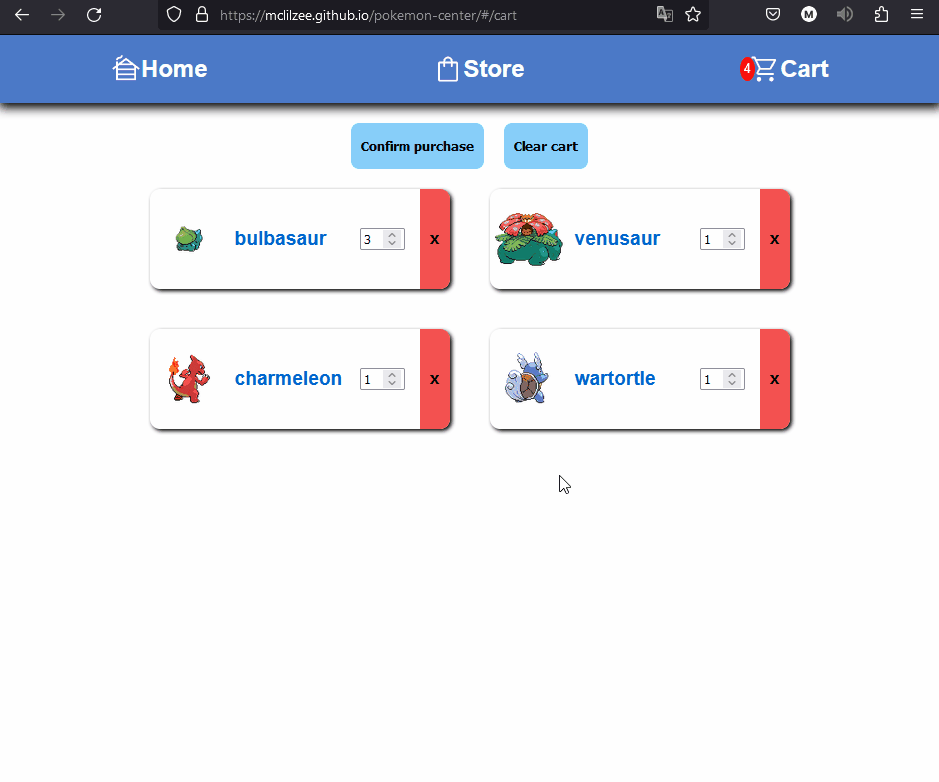 https://mclilzee.github.io/pokemon-center/#/cart
M
Home
Store
4 Cart
Confirm purchase
Clear cart
bulbasaur 3 x
venusaur 1 x
charmeleon 1 x
wartortle 1 x